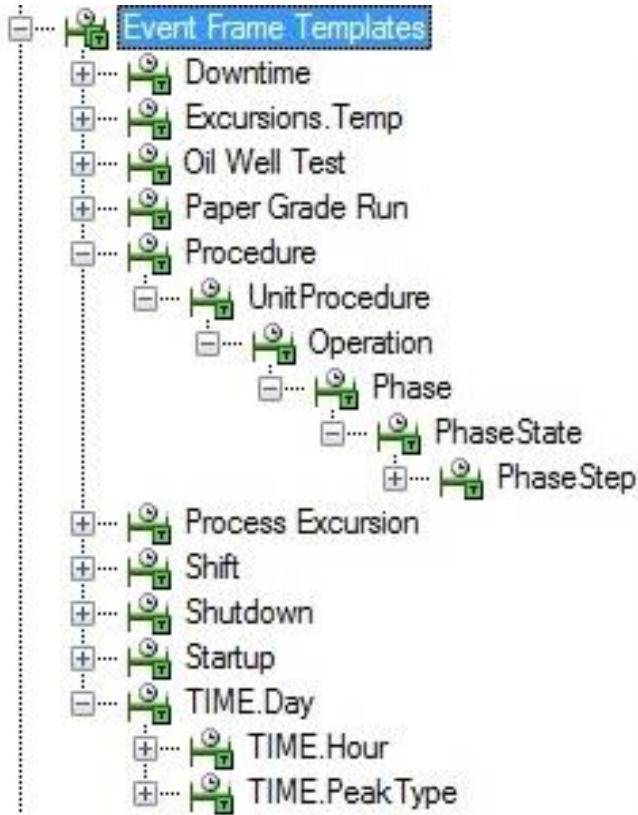 Event Frame Templates
Downtime
Excursions.Temp
Oil Well Test
Paper Grade Run
Procedure
UnitProcedure
Operation
Phase
PhaseState
PhaseStep
Process Excursion
Shift
Shutdown
Startup
TIME.Day
TIME.Hour
TIME.PeakType